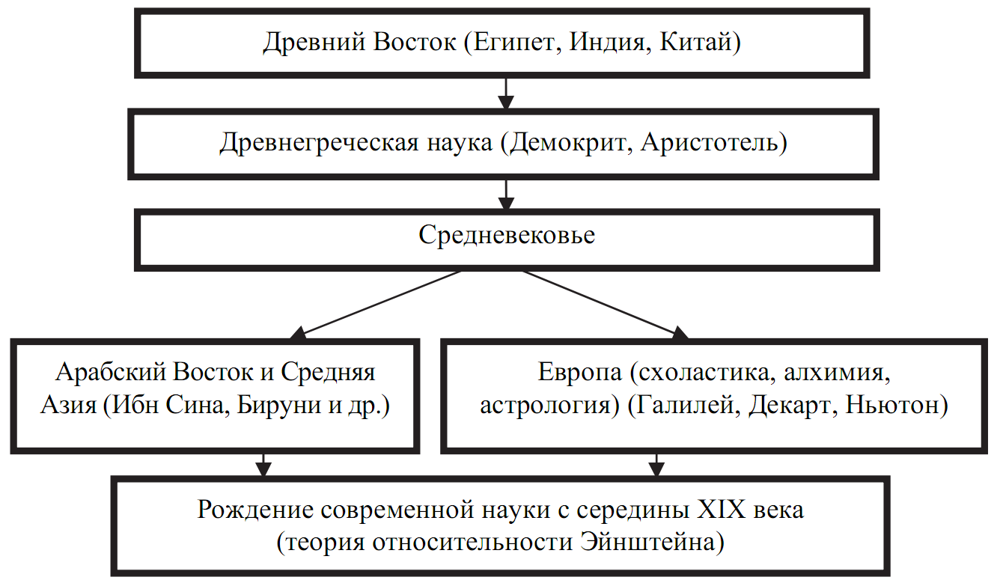 Древний Восток (Египет, Индия, Китай)
Древнегреческая наука (Демокрит, Аристотель)
Средневековье
Арабский Восток и Средняя
Азия (Ибн Сина, Бируни и др.)
Европа (схоластика, алхимия,
астрология) (Галилей, Декарт, Ньютон)
Рождение современной науки с середины XIX века
(теория относительности Эйнштейна)